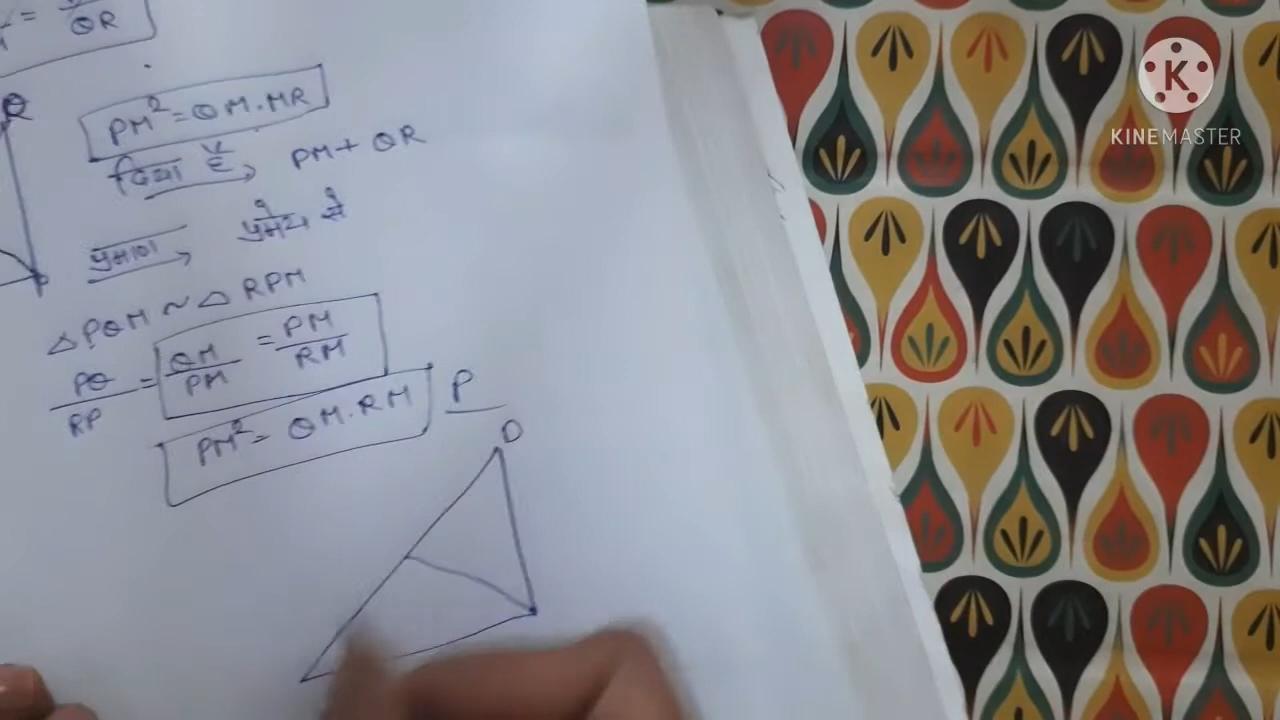 QR
Q
PM² = QM.MR
दिया है → PM + QR
प्रमाण → प्रमेय से
△PQM ~ △RPM
PQ/RP = QM/PM = PM/RM
PM² = QM.RM
P
D
K
KINEMASTER